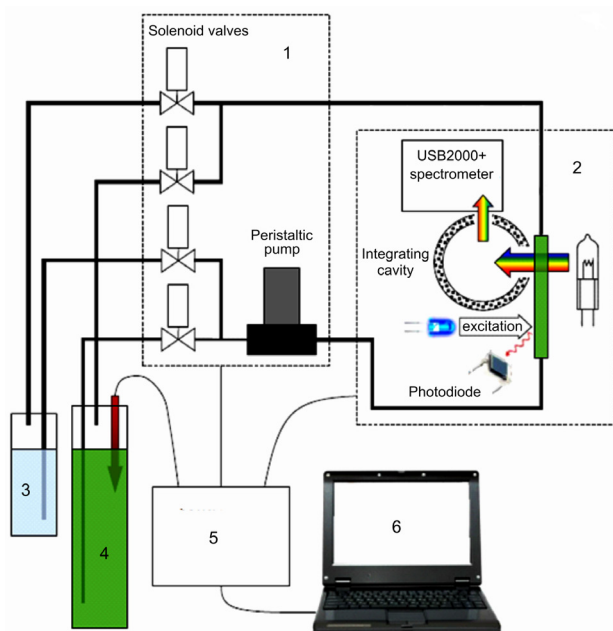 Solenoid valves
1
USB2000+
spectrometer
2
Peristaltic
pump
Integrating
cavity
excitation
Photodiode
3
4
5
6